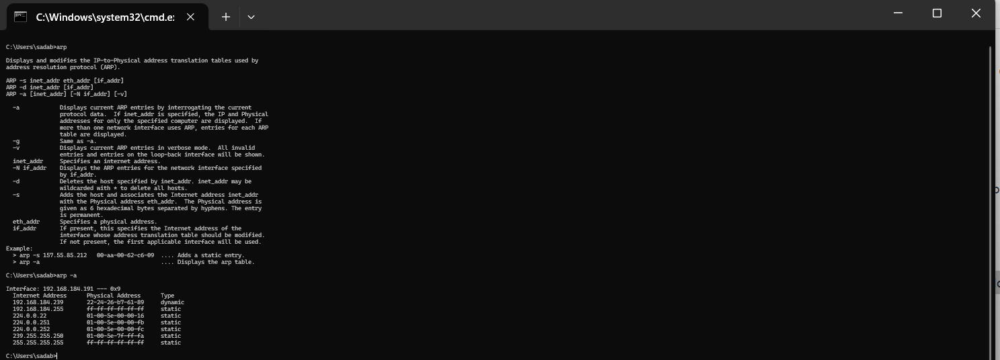 C:\Windows\system32\cmd.e
C:\Users\sadab>arp
Displays and modifies the IP-to-Physical address translation tables used by
address resolution protocol (ARP).
ARP -s inet_addr eth_addr [if_addr]
ARP -d inet_addr [if_addr]
ARP -a [inet_addr] [-N if_addr] [-v]
-a Displays current ARP entries by interrogating the current
protocol data. If inet_addr is specified, the IP and Physical
addresses for only the specified computer are displayed. If
more than one network interface uses ARP, entries for each ARP
table are displayed.
-g Same as -a.
-v Displays current ARP entries in verbose mode. All invalid
entries and entries on the loop-back interface will be shown.
inet_addr Specifies an internet address.
-N if_addr Displays the ARP entries for the network interface specified
by if_addr.
-d Deletes the host specified by inet_addr. inet_addr may be
wildcarded with * to delete all hosts.
-s Adds the host and associates the Internet address inet_addr
with the Physical address eth_addr. The Physical address is
given as 6 hexadecimal bytes separated by hyphens. The entry
is permanent.
eth_addr Specifies a physical address.
if_addr If present, this specifies the Internet address of the
interface whose address translation table should be modified.
If not present, the first applicable interface will be used.
Example:
> arp -s 157.55.85.212 00-aa-00-62-c6-09 .... Adds a static entry.
> arp -a .... Displays the arp table.
C:\Users\sadab>arp -a
Interface: 192.168.184.191 --- 0x9
Internet Address Physical Address Type
192.168.184.239 22-24-26-b7-61-89 dynamic
192.168.184.255 ff-ff-ff-ff-ff-ff static
224.0.0.22 01-00-5e-00-00-16 static
224.0.0.251 01-00-5e-00-00-fb static
224.0.0.252 01-00-5e-00-00-fc static
239.255.255.250 01-00-5e-7f-ff-fa static
255.255.255.255 ff-ff-ff-ff-ff-ff static
C:\Users\sadab>